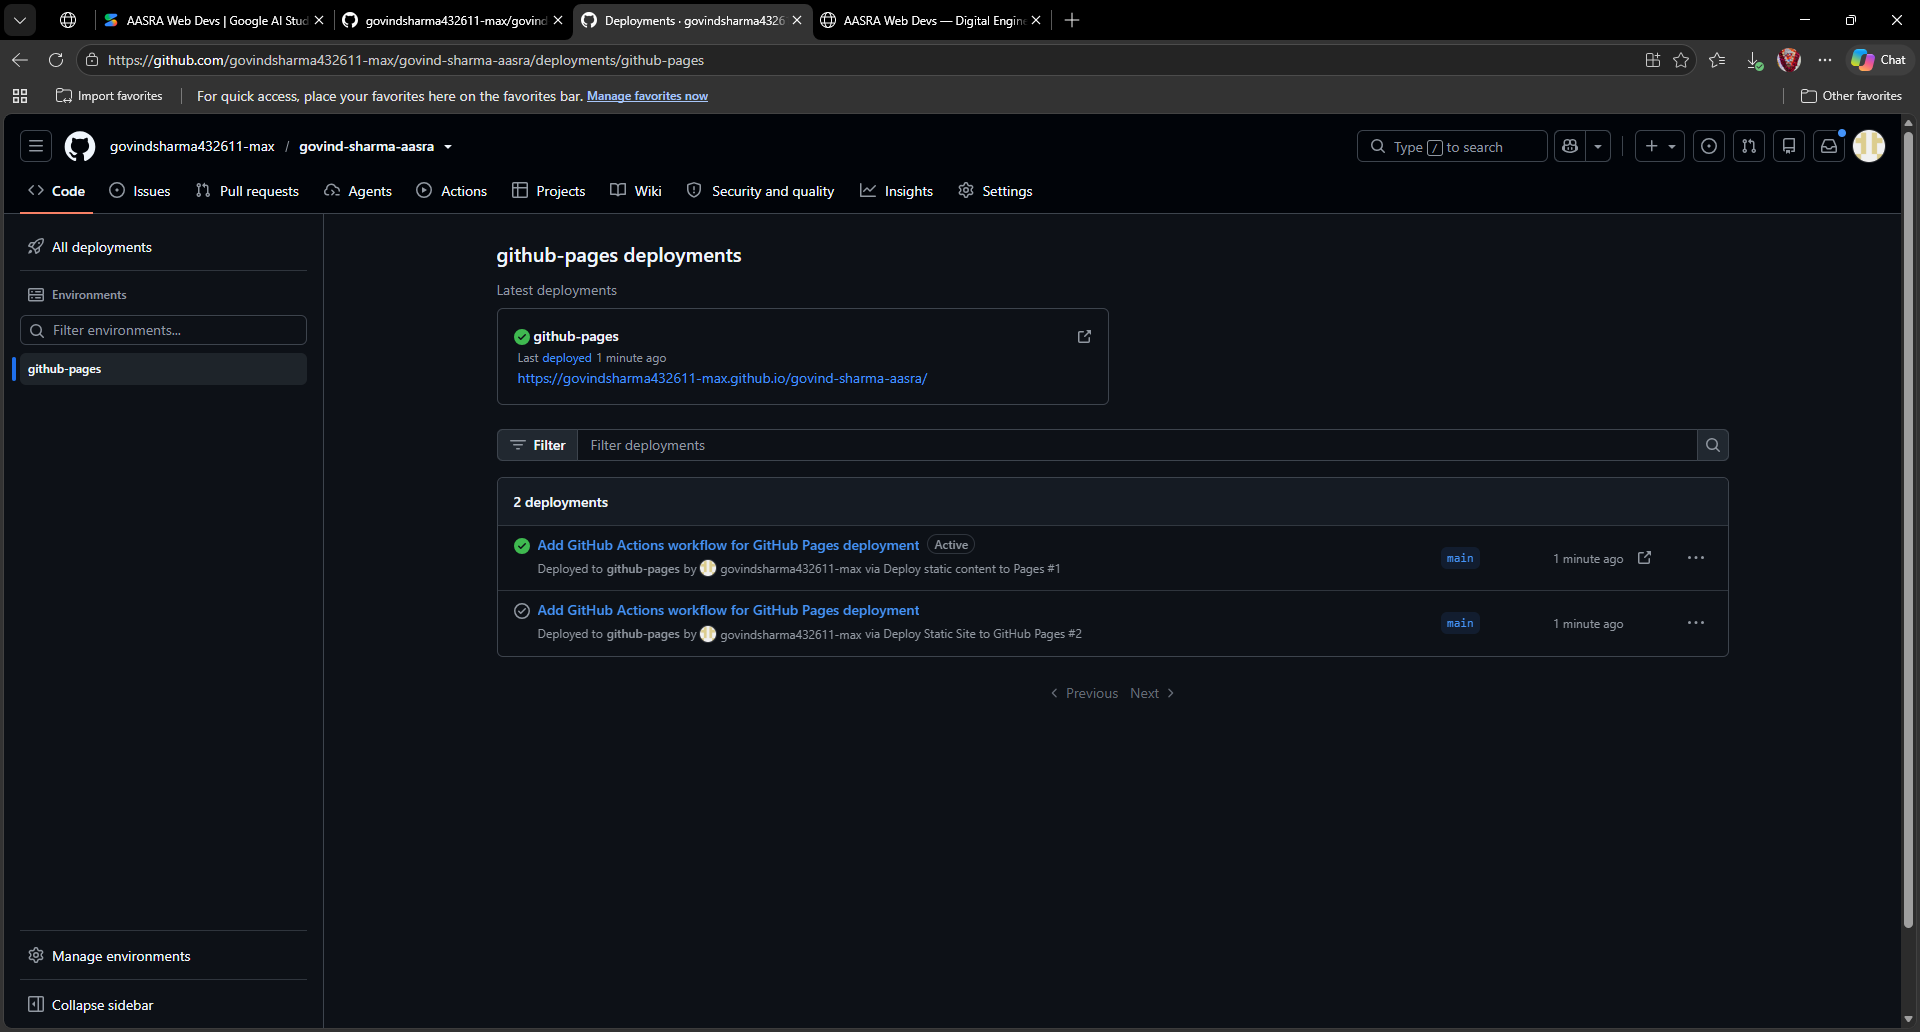 AASRA Web Devs | Google AI Stud
govindsharma432611-max/govind
Deployments · govindsharma4326
AASRA Web Devs — Digital Engine
https://github.com/govindsharma432611-max/govind-sharma-aasra/deployments/github-pages
Chat
Import favorites
For quick access, place your favorites here on the favorites bar. Manage favorites now
Other favorites
govindsharma432611-max / govind-sharma-aasra
Type / to search
Code
Issues
Pull requests
Agents
Actions
Projects
Wiki
Security and quality
Insights
Settings
All deployments
Environments
Filter environments...
github-pages
github-pages deployments
Latest deployments
github-pages
Last deployed 1 minute ago
https://govindsharma432611-max.github.io/govind-sharma-aasra/
Filter
Filter deployments
2 deployments
Add GitHub Actions workflow for GitHub Pages deployment Active
Deployed to github-pages by govindsharma432611-max via Deploy static content to Pages #1
main
1 minute ago
Add GitHub Actions workflow for GitHub Pages deployment
Deployed to github-pages by govindsharma432611-max via Deploy Static Site to GitHub Pages #2
main
1 minute ago
Previous Next
Manage environments
Collapse sidebar